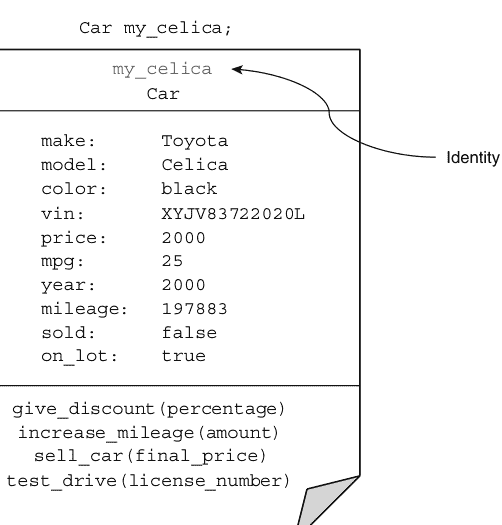 Car my_celica;
my_celica
Car
Identity
make: Toyota
model: Celica
color: black
vin: XYJV83722020L
price: 2000
mpg: 25
year: 2000
mileage: 197883
sold: false
on_lot: true
give_discount(percentage)
increase_mileage(amount)
sell_car(final_price)
test_drive(license_number)